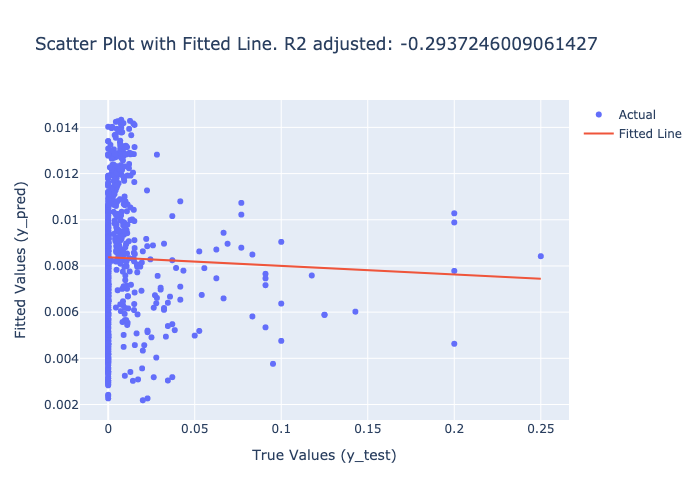 Scatter Plot with Fitted Line. R2 adjusted: -0.2937246009061427
Actual
Fitted Line
0.014
0.012
0.01
0.008
0.006
0.004
0.002
Fitted Values (y_pred)
0
0.05
0.1
0.15
0.2
0.25
True Values (y_test)